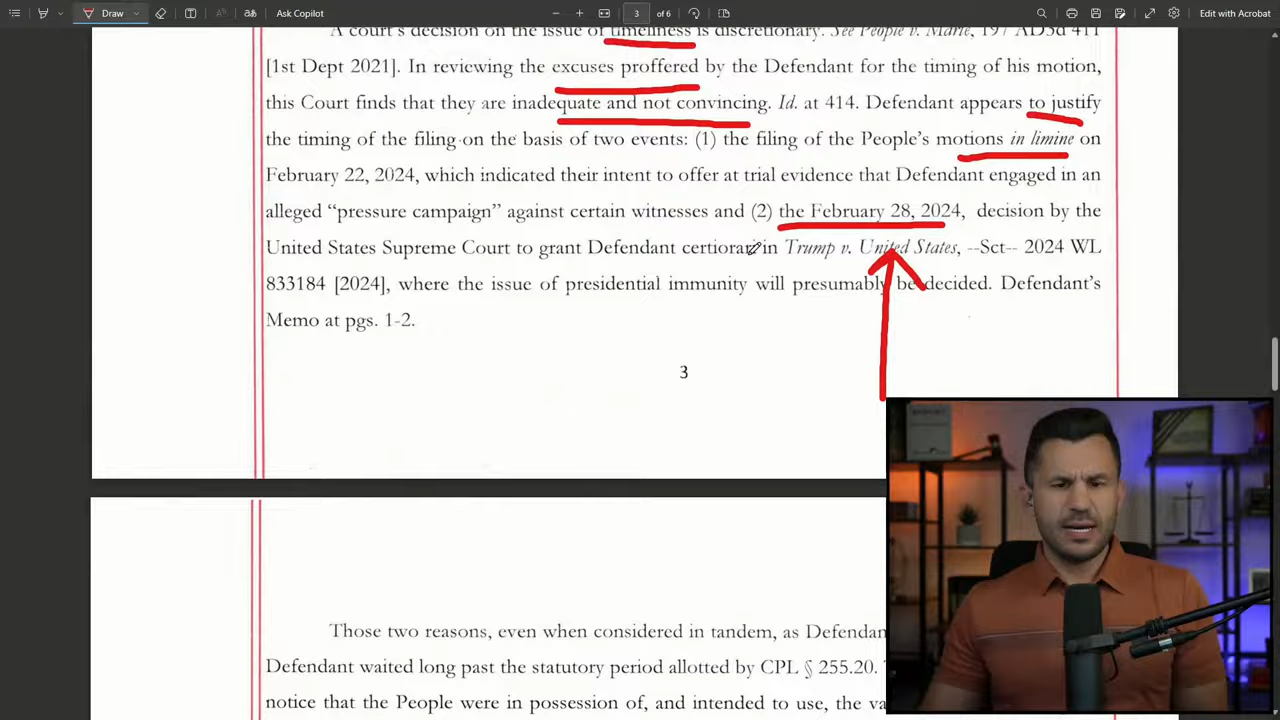 Draw
Ask Copilot
3
of 6
Edit with Acrobat
A court's decision on the issue of timeliness is discretionary. See People v. Marte, 197 AD3d 411
[1st Dept 2021]. In reviewing the excuses proffered by the Defendant for the timing of his motion,
this Court finds that they are inadequate and not convincing. Id. at 414. Defendant appears to justify
the timing of the filing on the basis of two events: (1) the filing of the People's motions in limine on
February 22, 2024, which indicated their intent to offer at trial evidence that Defendant engaged in an
alleged “pressure campaign” against certain witnesses and (2) the February 28, 2024, decision by the
United States Supreme Court to grant Defendant certiorari in Trump v. United States, --Sct-- 2024 WL
833184 [2024], where the issue of presidential immunity will presumably be decided. Defendant's
Memo at pgs. 1-2.
3
Those two reasons, even when considered in tandem, as Defendan
Defendant waited long past the statutory period allotted by CPL § 255.20.
notice that the People were in possession of, and intended to use, the va